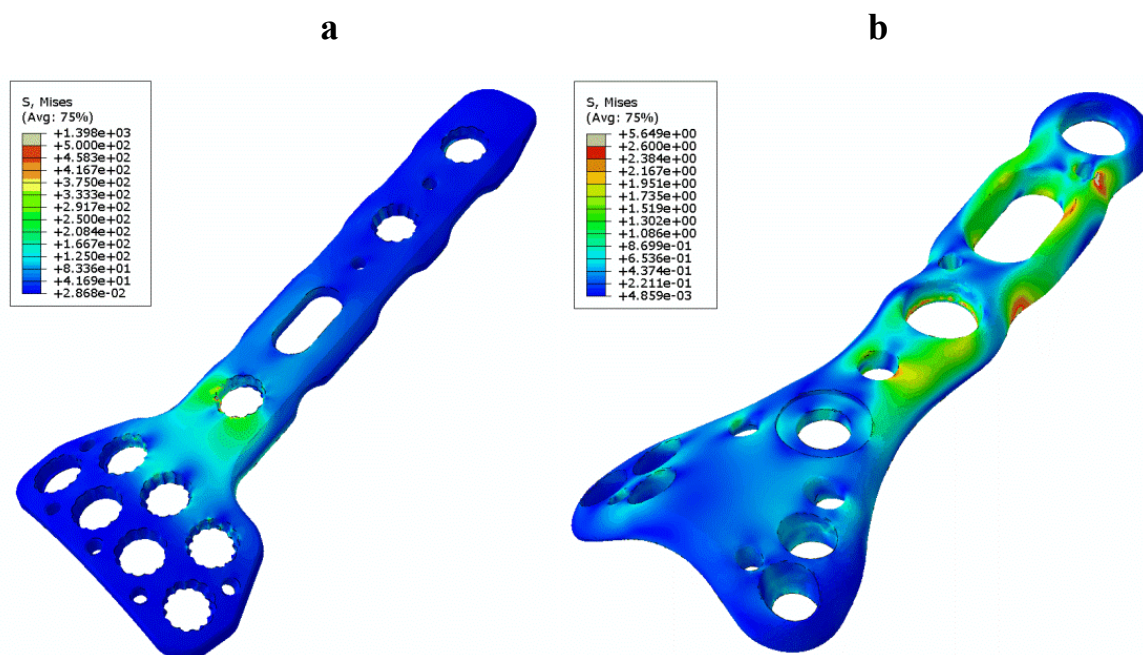 a
b
S, Mises
(Avg: 75%)
+1.398e+03
+5.000e+02
+4.583e+02
+4.167e+02
+3.750e+02
+3.333e+02
+2.917e+02
+2.500e+02
+2.084e+02
+1.667e+02
+1.250e+02
+8.336e+01
+4.169e+01
+2.868e-02
S, Mises
(Avg: 75%)
+5.649e+00
+2.600e+00
+2.384e+00
+2.167e+00
+1.951e+00
+1.735e+00
+1.519e+00
+1.302e+00
+1.086e+00
+8.699e-01
+6.536e-01
+4.374e-01
+2.211e-01
+4.859e-03